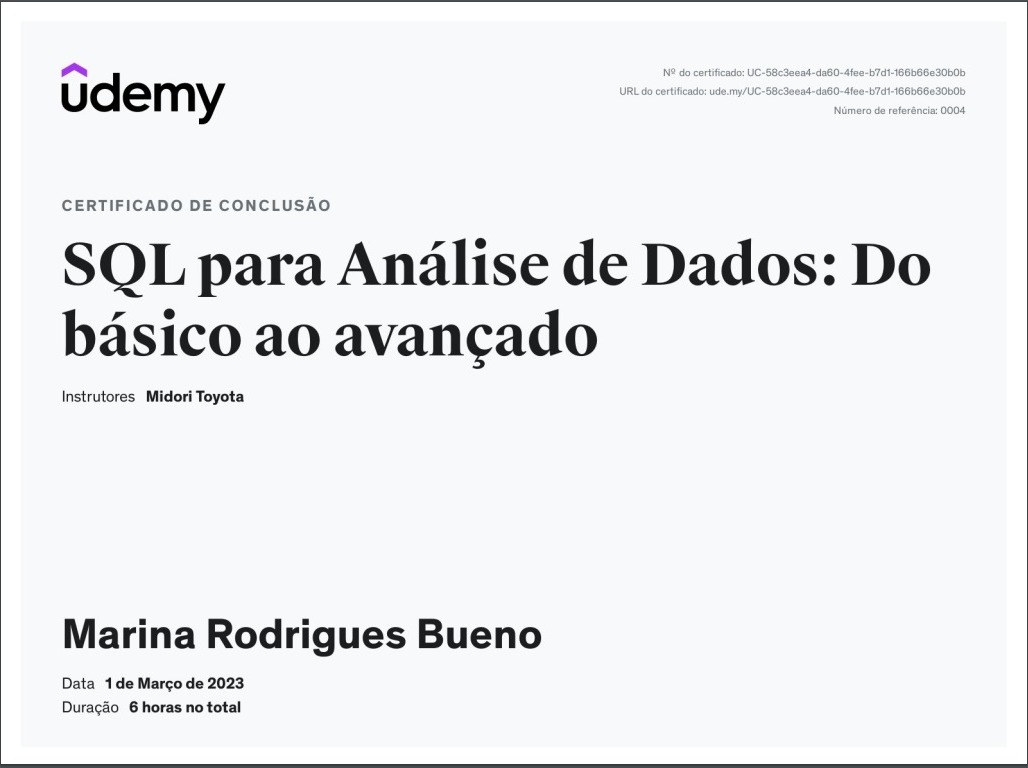 udemy
Nº do certificado: UC-58c3eea4-da60-4fee-b7d1-166b66e30b0b
URL do certificado: ude.my/UC-58c3eea4-da60-4fee-b7d1-166b66e30b0b
Número de referência: 0004
CERTIFICADO DE CONCLUSÃO
SQL para Análise de Dados: Do
básico ao avançado
Instrutores Midori Toyota
Marina Rodrigues Bueno
Data 1 de Março de 2023
Duração 6 horas no total